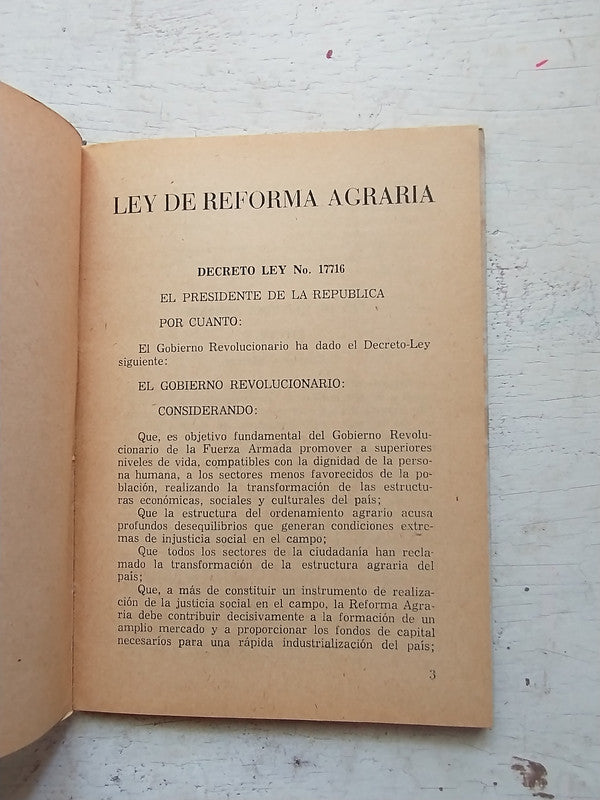 LEY DE REFORMA AGRARIA
DECRETO LEY No. 17716
EL PRESIDENTE DE LA REPUBLICA
POR CUANTO:
El Gobierno Revolucionario ha dado el Decreto-Ley
siguiente:
EL GOBIERNO REVOLUCIONARIO:
CONSIDERANDO:
Que, es objetivo fundamental del Gobierno Revolu-
cionario de la Fuerza Armada promover a superiores
niveles de vida, compatibles con la dignidad de la perso-
na humana, a los sectores menos favorecidos de la po-
blación, realizando la transformación de las estructu-
ras económicas, sociales y culturales del país;
Que la estructura del ordenamiento agrario acusa
profundos desequilibrios que generan condiciones extre-
mas de injusticia social en el campo;
Que todos los sectores de la ciudadanía han recla-
mado la transformación de la estructura agraria del
país;
Que, a más de constituir un instrumento de realiza-
ción de la justicia social en el campo, la Reforma Agra-
ria debe contribuir decisivamente a la formación de un
amplio mercado y a proporcionar los fondos de capital
necesarios para una rápida industrialización del país;
3